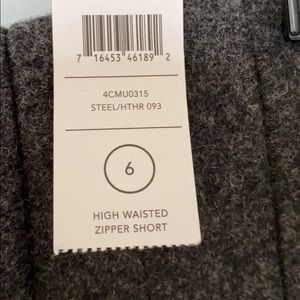 7 16453 46189 2
4CMU0315
STEEL/HTHR 093
6
HIGH WAISTED
ZIPPER SHORT